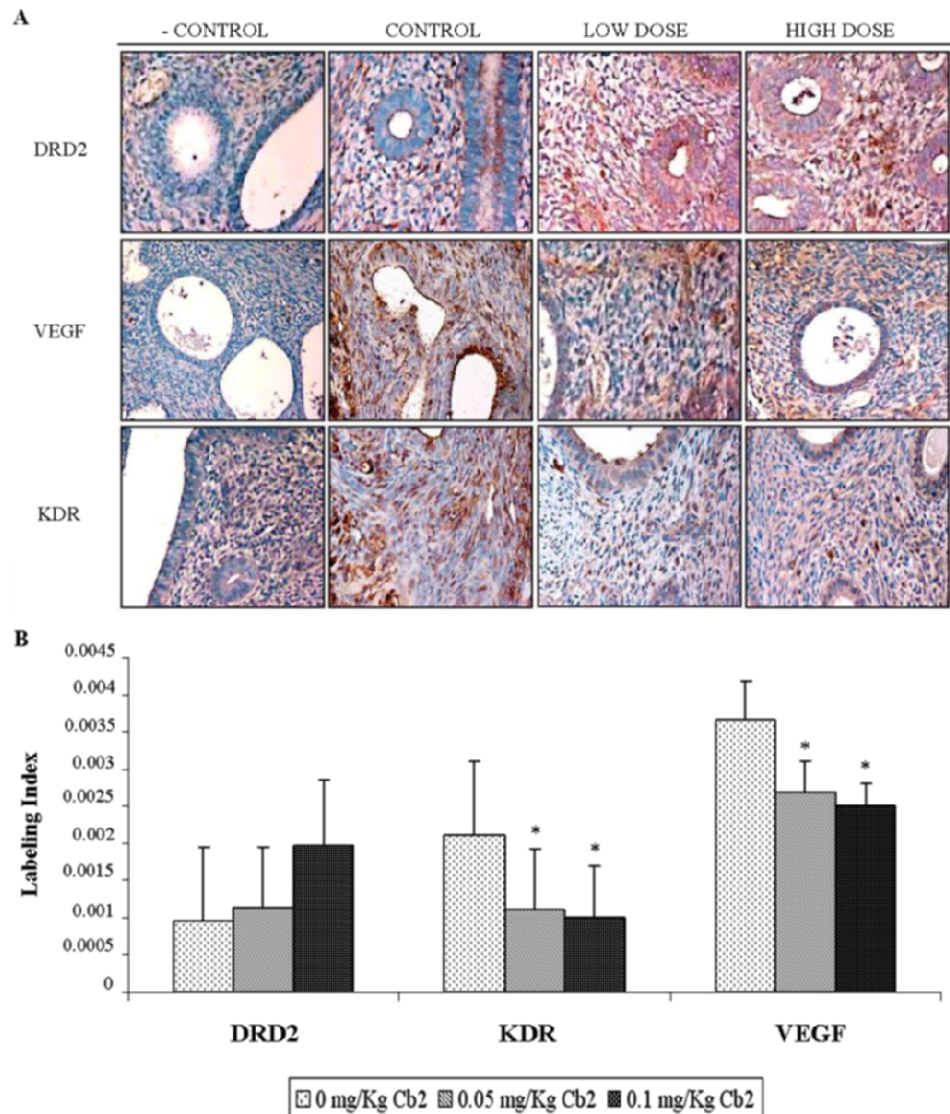 A
- CONTROL CONTROL LOW DOSE HIGH DOSE
DRD2
VEGF
KDR
B
Labeling Index
0.0045
0.004
0.0035
0.003
0.0025
0.002
0.0015
0.001
0.0005
0
* *
* *
DRD2 KDR VEGF
0 mg/Kg Cb2 0.05 mg/Kg Cb2 0.1 mg/Kg Cb2